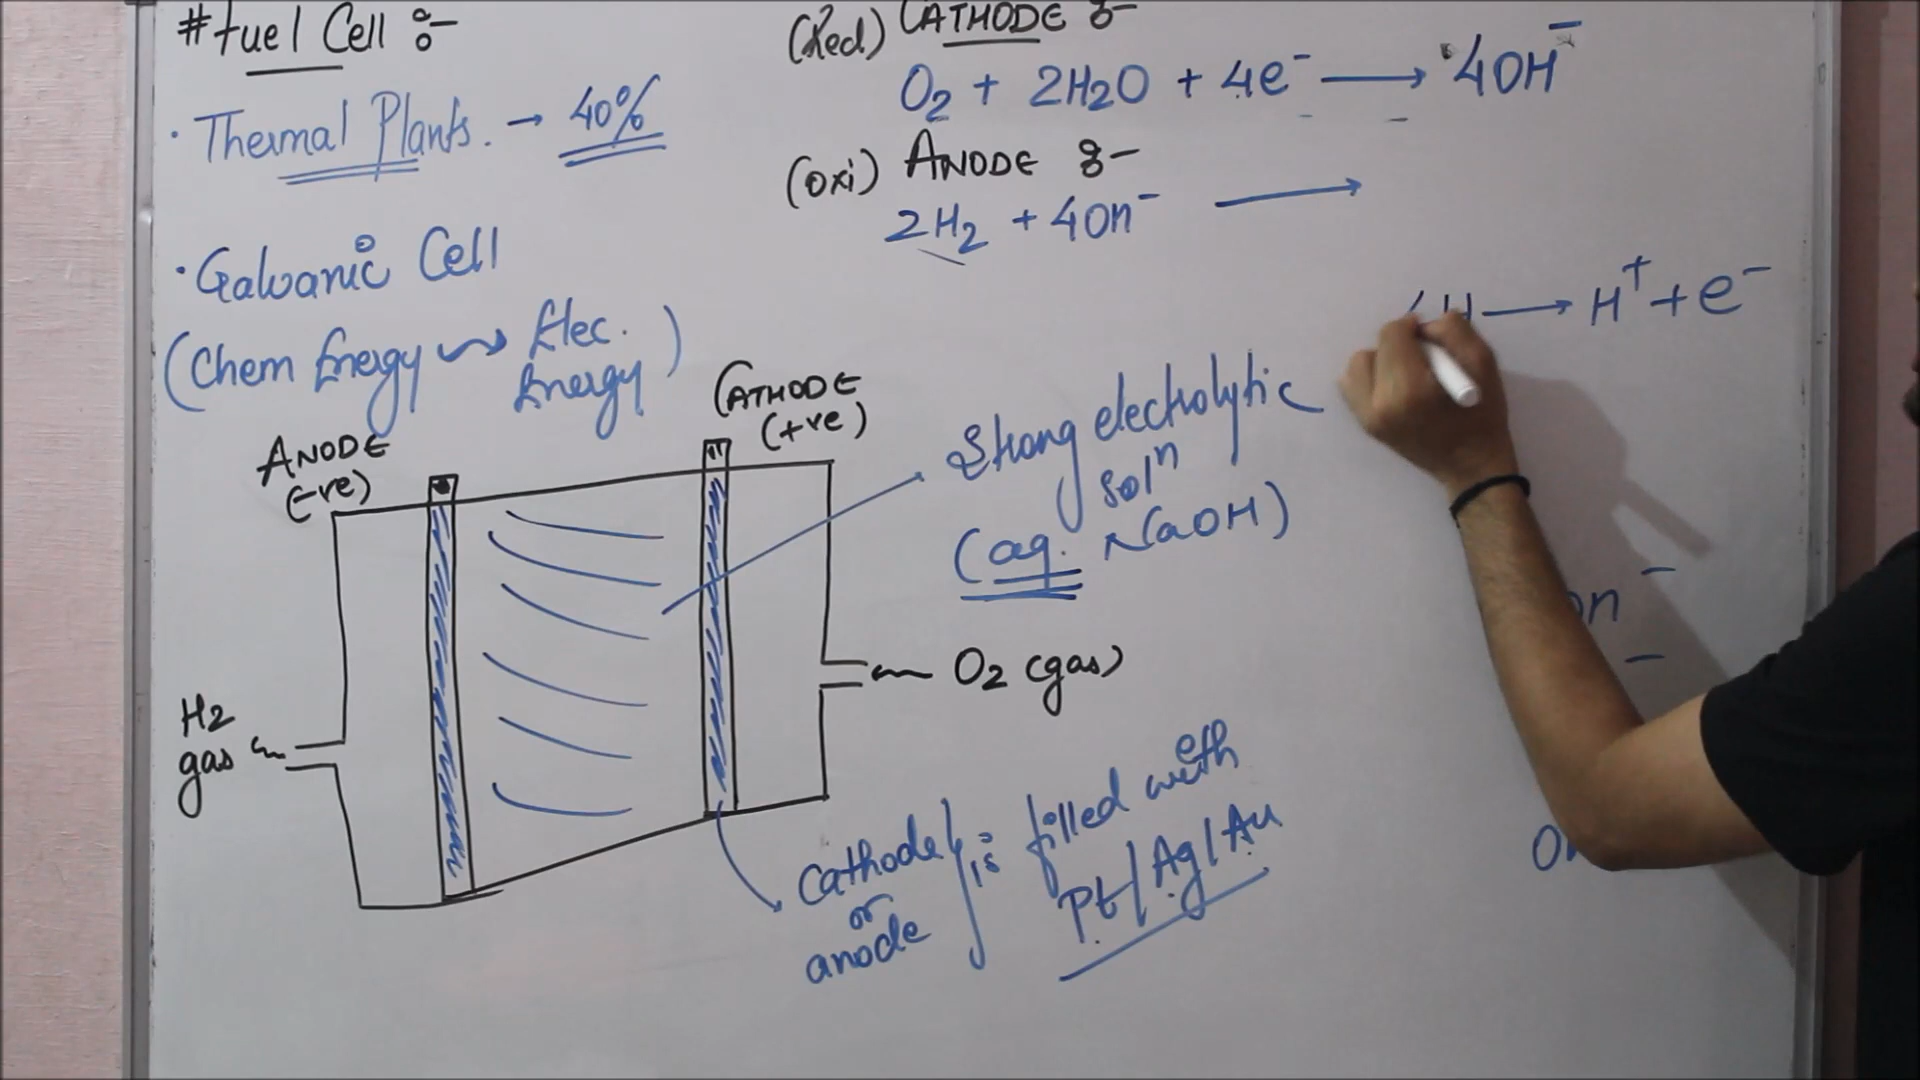 #fuel Cell :-
· Thermal Plants. → 40%
· Galvanic Cell
(Chem Energy ⇝ Elec.
Energy)
ANODE
(-ve)
CATHODE
(+ve)
H2
gas
O2 (gas)
Strong electrolytic
solⁿ
(aq. NaOH)
Cathode
or
anode
is filled with
eth
Pt/Ag/Au
(Red) CATHODE :-
O2 + 2H2O + 4e⁻ → 4OH⁻
(oxi) ANODE :-
2H2 + 4OH⁻ →
4H → H⁺ + e⁻